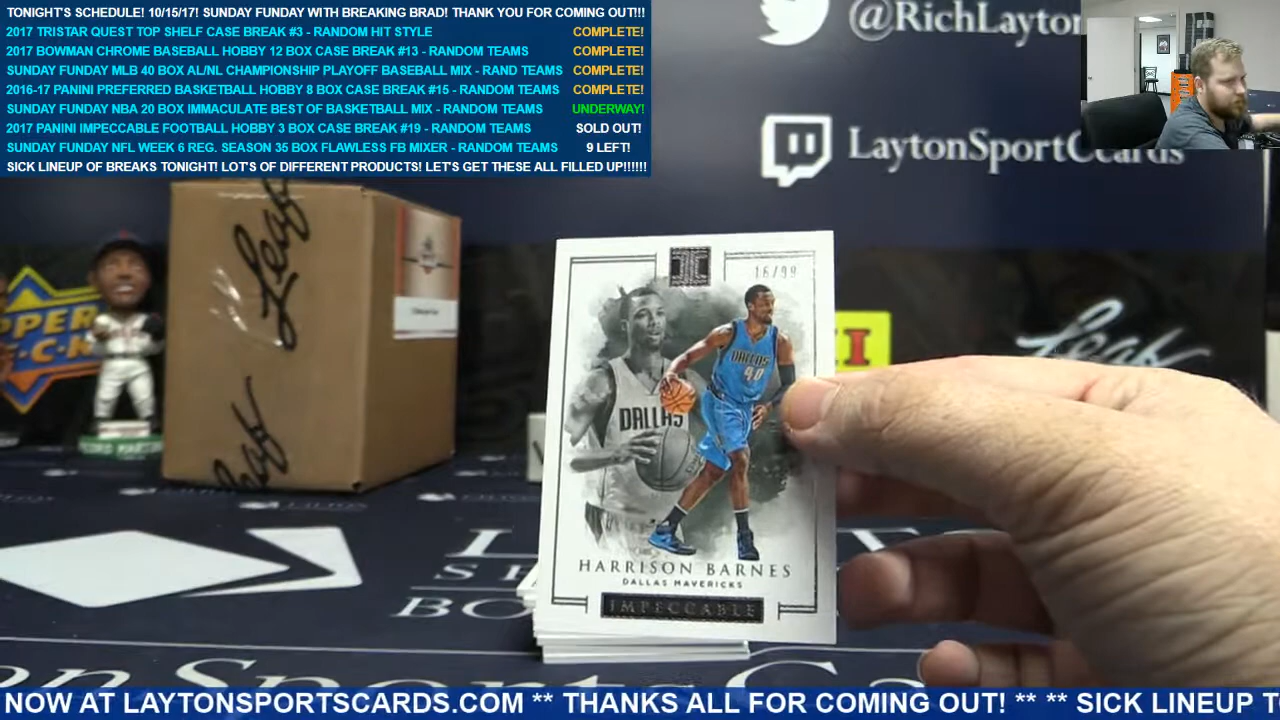 TONIGHT'S SCHEDULE! 10/15/17! SUNDAY FUNDAY WITH BREAKING BRAD! THANK YOU FOR COMING OUT!!!
2017 TRISTAR QUEST TOP SHELF CASE BREAK #3 - RANDOM HIT STYLE COMPLETE!
2017 BOWMAN CHROME BASEBALL HOBBY 12 BOX CASE BREAK #13 - RANDOM TEAMS COMPLETE!
SUNDAY FUNDAY MLB 40 BOX AL/NL CHAMPIONSHIP PLAYOFF BASEBALL MIX - RAND TEAMS COMPLETE!
2016-17 PANINI PREFERRED BASKETBALL HOBBY 8 BOX CASE BREAK #15 - RANDOM TEAMS COMPLETE!
SUNDAY FUNDAY NBA 20 BOX IMMACULATE BEST OF BASKETBALL MIX - RANDOM TEAMS UNDERWAY!
2017 PANINI IMPECCABLE FOOTBALL HOBBY 3 BOX CASE BREAK #19 - RANDOM TEAMS SOLD OUT!
SUNDAY FUNDAY NFL WEEK 6 REG. SEASON 35 BOX FLAWLESS FB MIXER - RANDOM TEAMS 9 LEFT!
SICK LINEUP OF BREAKS TONIGHT! LOT'S OF DIFFERENT PRODUCTS! LET'S GET THESE ALL FILLED UP!!!!!!
@RichLayton
LaytonSportsCards
Leaf
Leaf
Leaf
16/99
DALLAS
40
DALLAS
HARRISON BARNES
DALLAS MAVERICKS
IMPECCABLE
NOW AT LAYTONSPORTSCARDS.COM ** THANKS ALL FOR COMING OUT! ** ** SICK LINEUP T